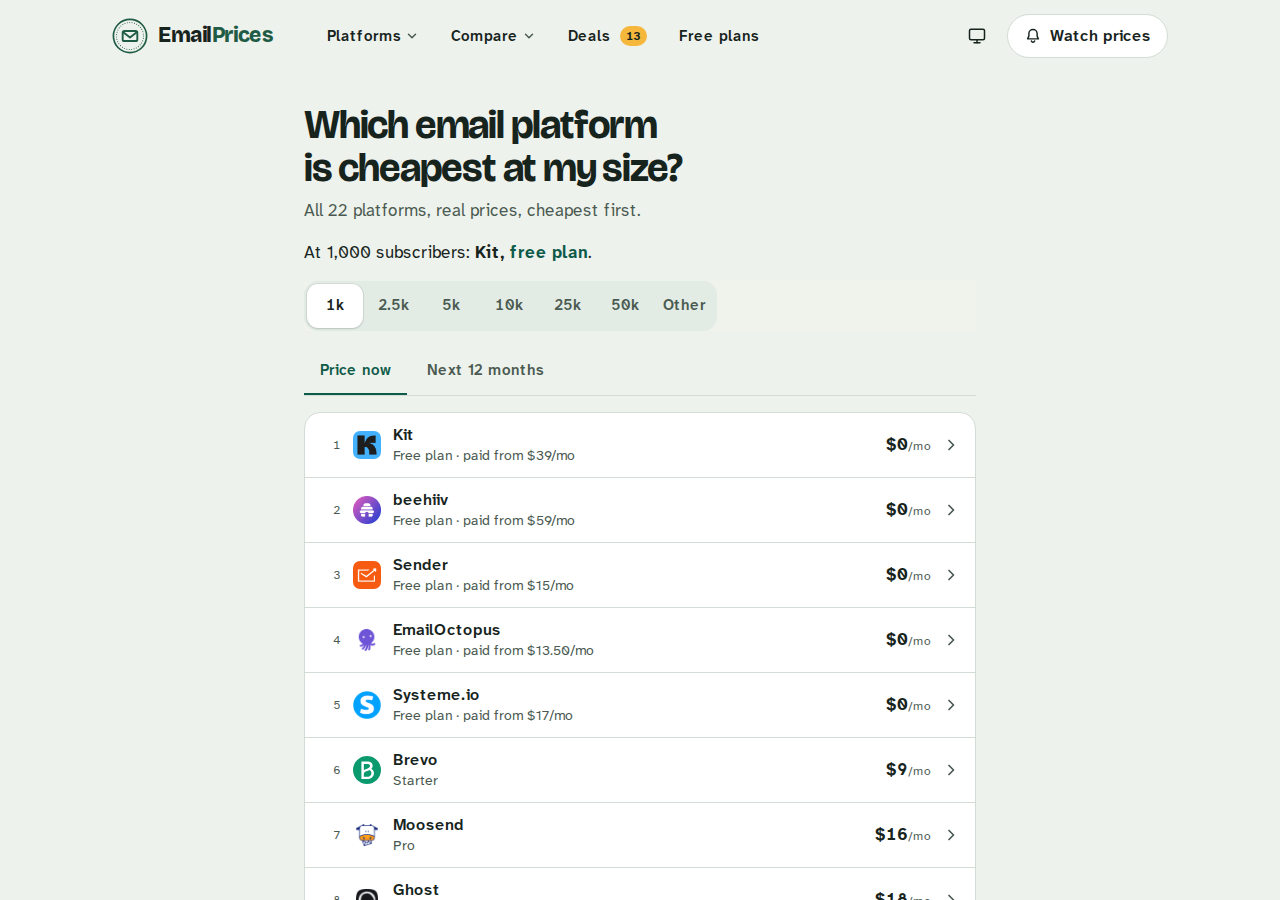 EmailPrices
Platforms
Compare
Deals 13
Free plans
Watch prices
Which email platform
is cheapest at my size?
All 22 platforms, real prices, cheapest first.
At 1,000 subscribers: Kit, free plan.
1k 2.5k 5k 10k 25k 50k Other
Price now Next 12 months
1 Kit $0/mo
Free plan · paid from $39/mo
2 beehiiv $0/mo
Free plan · paid from $59/mo
3 Sender $0/mo
Free plan · paid from $15/mo
4 EmailOctopus $0/mo
Free plan · paid from $13.50/mo
5 Systeme.io $0/mo
Free plan · paid from $17/mo
6 Brevo $9/mo
Starter
7 Moosend $16/mo
Pro
8 Ghost $18/mo